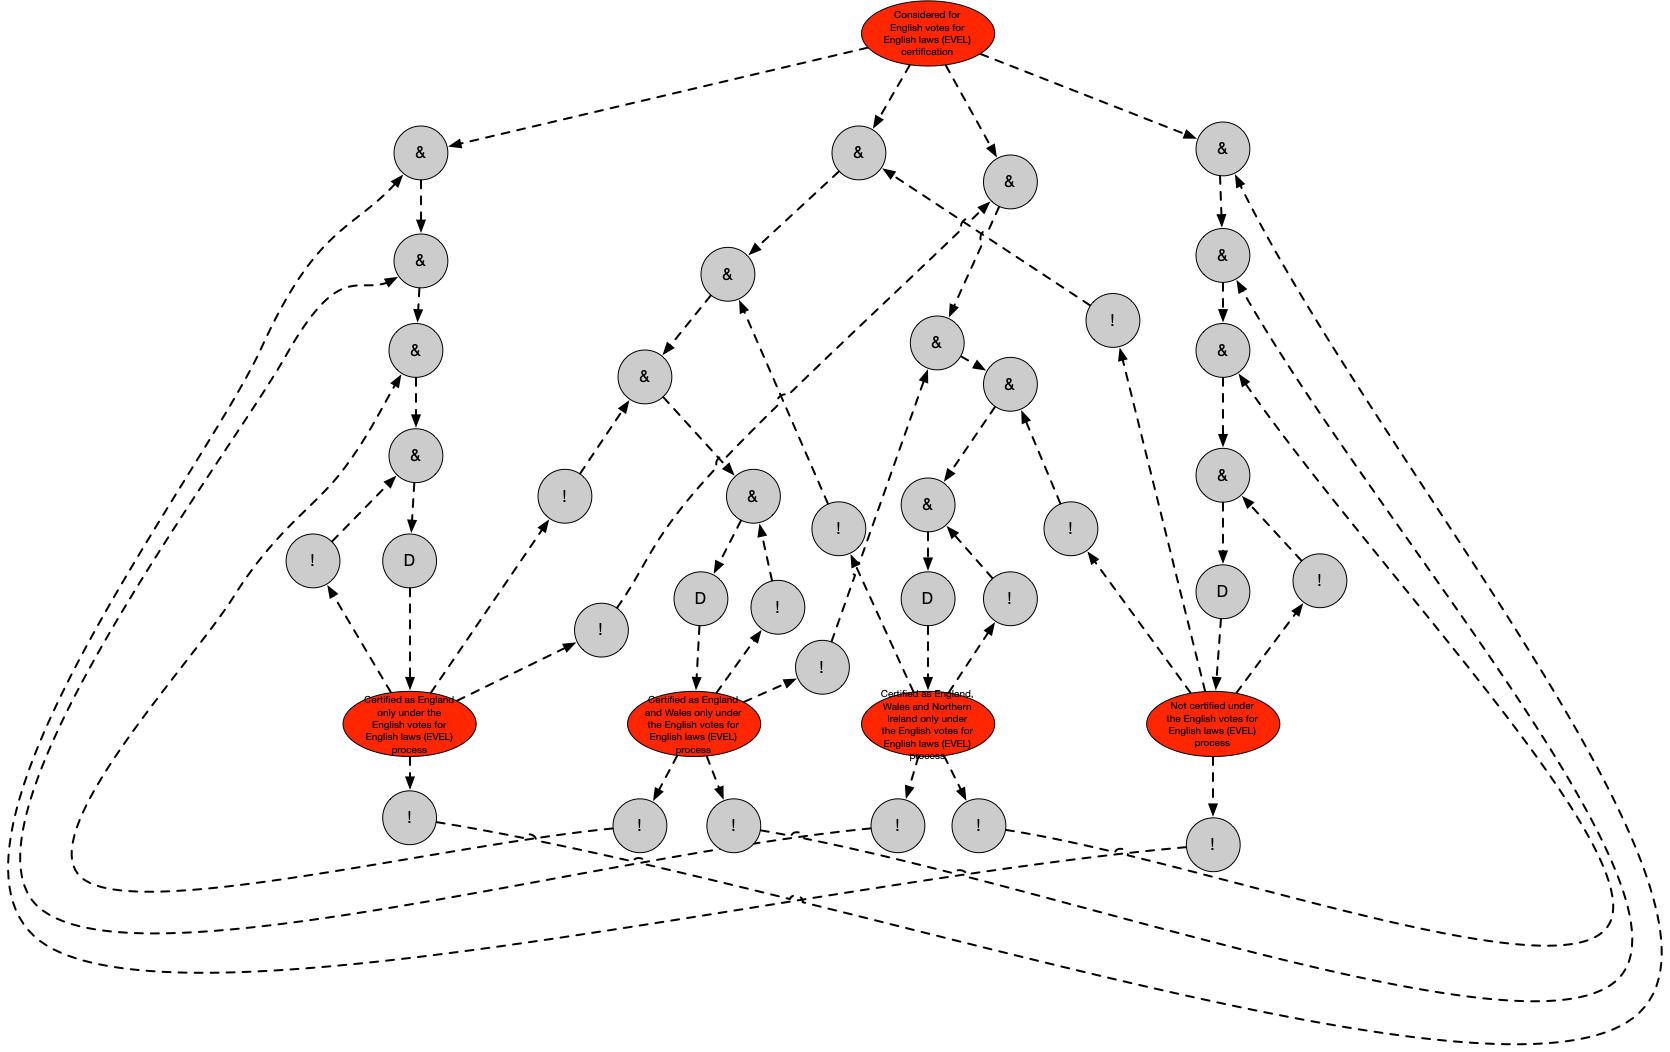 Considered for
English votes for
English laws (EVEL)
certification
&
&
&
&
&
&
&
&
!
&
&
&
&
&
&
!
&
&
!
&
!
!
D
D
!
D
!
D
!
!
!
Certified as England
only under the
English votes for
English laws (EVEL)
process
Certified as England
and Wales only under
the English votes for
English laws (EVEL)
process
Certified as England,
Wales and Northern
Ireland only under
the English votes for
English laws (EVEL)
process
Not certified under
the English votes for
English laws (EVEL)
process
!
!
!
!
!
!